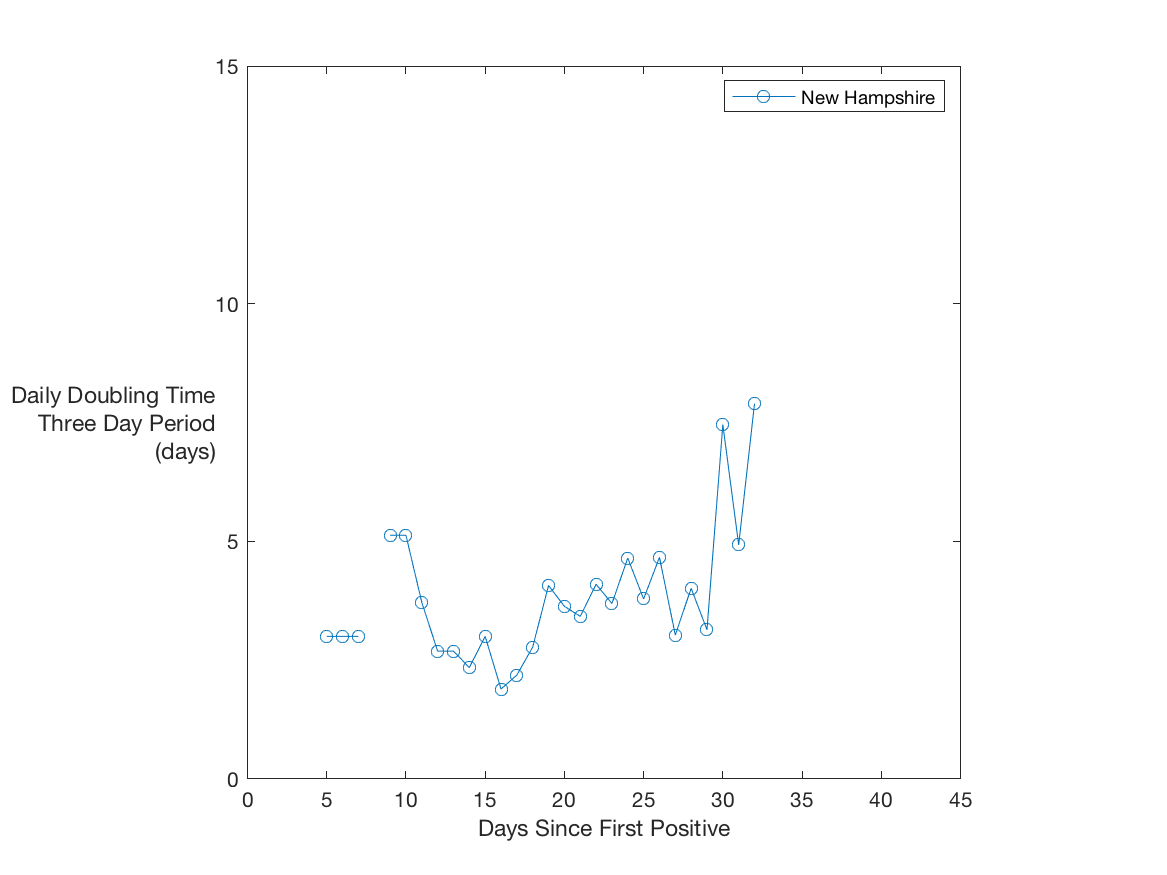 15
New Hampshire
10
Daily Doubling Time
Three Day Period
(days)
5
0
0 5 10 15 20 25 30 35 40 45
Days Since First Positive